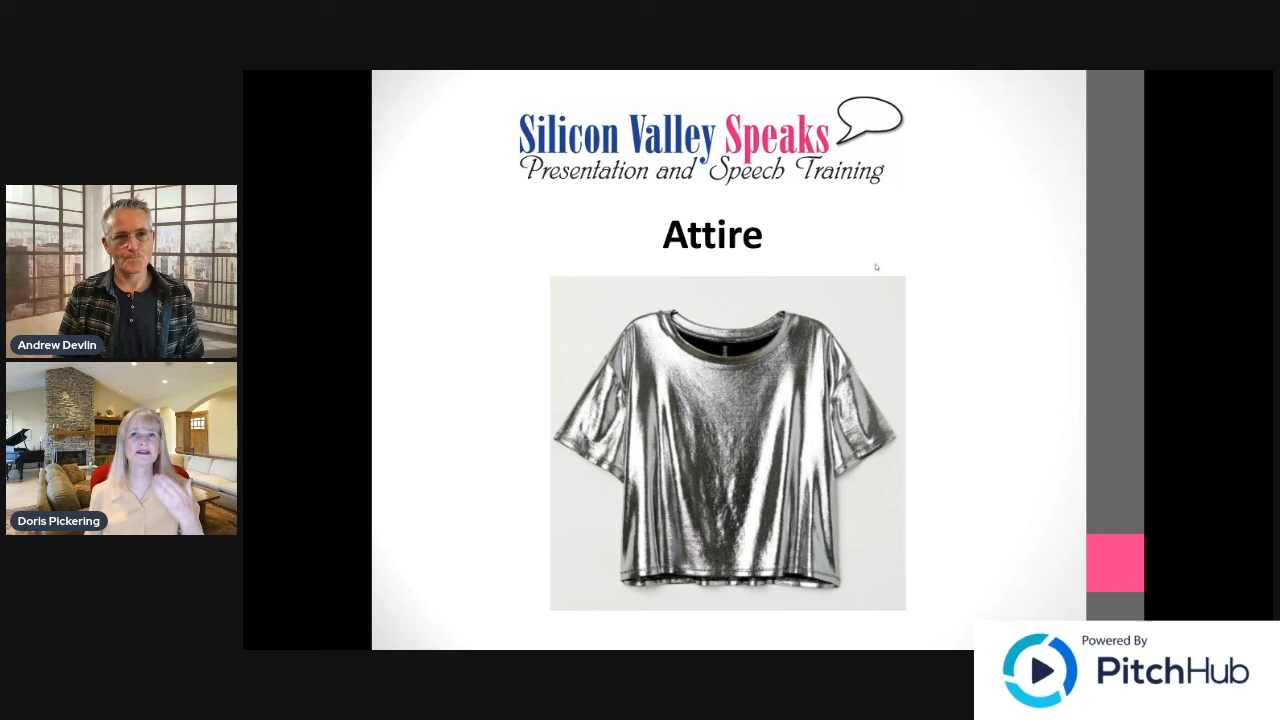 Silicon Valley Speaks
Presentation and Speech Training
Attire
Andrew Devlin
Doris Pickering
Powered By
PitchHub